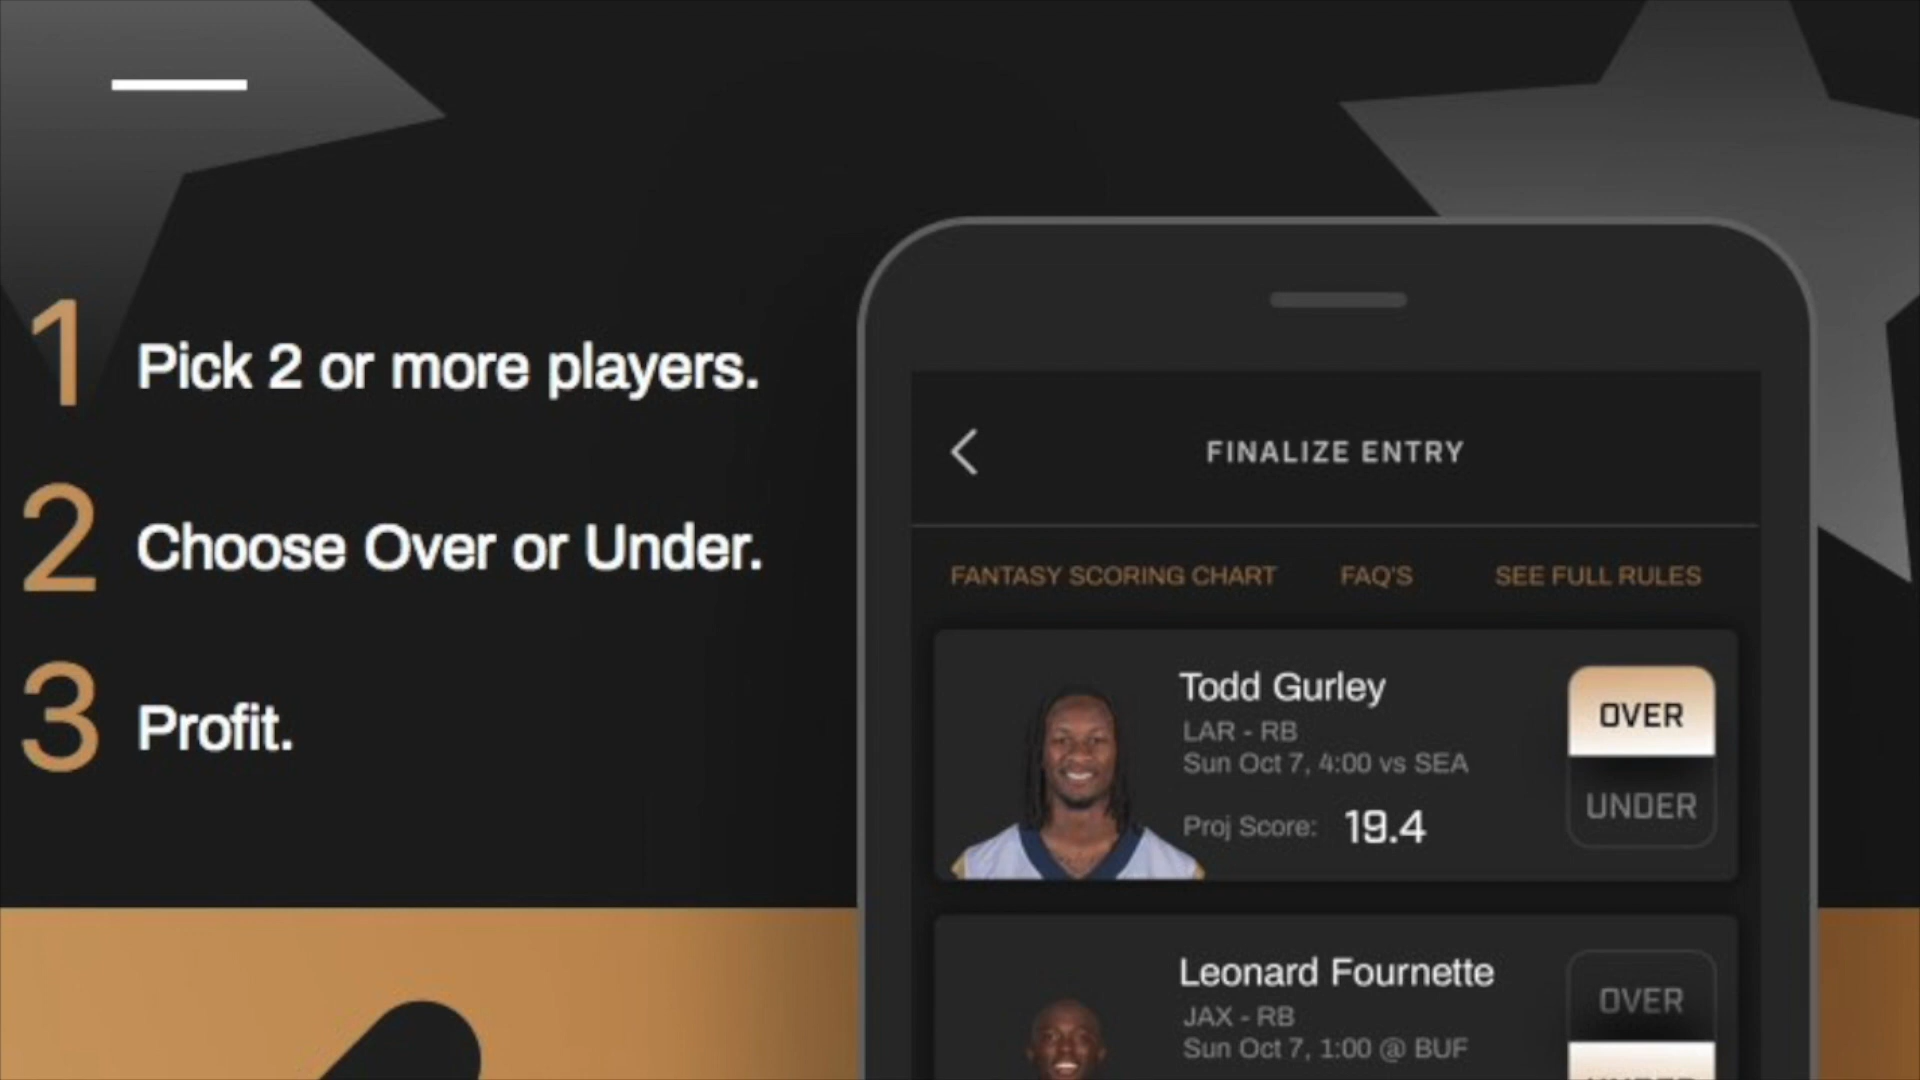 1 Pick 2 or more players.
2 Choose Over or Under.
3 Profit.
FINALIZE ENTRY
FANTASY SCORING CHART FAQ'S SEE FULL RULES
Todd Gurley
LAR - RB
Sun Oct 7, 4:00 vs SEA
Proj Score: 19.4
OVER
UNDER
Leonard Fournette
JAX - RB
Sun Oct 7, 1:00 @ BUF
OVER